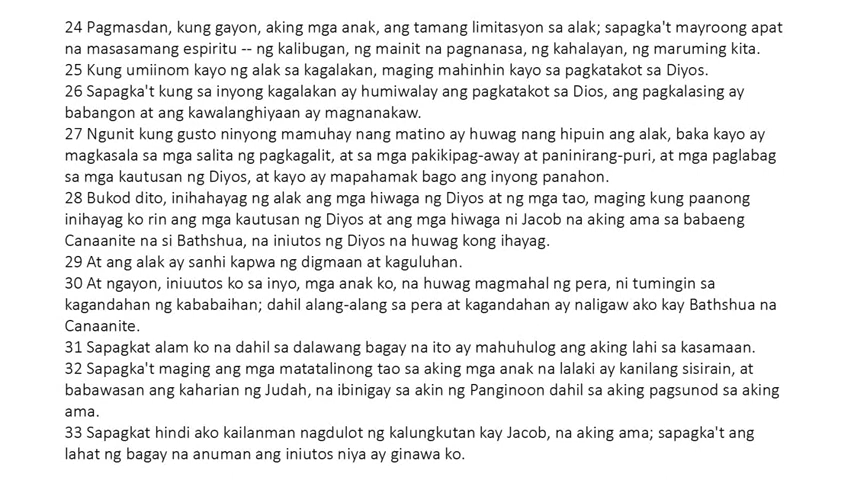 24 Pagmasdan, kung gayon, aking mga anak, ang tamang limitasyon sa alak; sapagka't mayroong apat
na masasamang espiritu -- ng kalibugan, ng mainit na pagnanasa, ng kahalayan, ng maruming kita.
25 Kung umiinom kayo ng alak sa kagalakan, maging mahinhin kayo sa pagkatakot sa Diyos.
26 Sapagka't kung sa inyong kagalakan ay humiwalay ang pagkatakot sa Dios, ang pagkalasing ay
babangon at ang kawalanghiyaan ay magnanakaw.
27 Ngunit kung gusto ninyong mamuhay nang matino ay huwag nang hipuin ang alak, baka kayo ay
magkasala sa mga salita ng pagkagalit, at sa mga pakikipag-away at paninirang-puri, at mga paglabag
sa mga kautusan ng Diyos, at kayo ay mapahamak bago ang inyong panahon.
28 Bukod dito, inihahayag ng alak ang mga hiwaga ng Diyos at ng mga tao, maging kung paanong
inihayag ko rin ang mga kautusan ng Diyos at ang mga hiwaga ni Jacob na aking ama sa babaeng
Canaanite na si Bathshua, na iniutos ng Diyos na huwag kong ihayag.
29 At ang alak ay sanhi kapwa ng digmaan at kaguluhan.
30 At ngayon, iniuutos ko sa inyo, mga anak ko, na huwag magmahal ng pera, ni tumingin sa
kagandahan ng kababaihan; dahil alang-alang sa pera at kagandahan ay naligaw ako kay Bathshua na
Canaanite.
31 Sapagkat alam ko na dahil sa dalawang bagay na ito ay mahuhulog ang aking lahi sa kasamaan.
32 Sapagka't maging ang mga matatalinong tao sa aking mga anak na lalaki ay kanilang sisirain, at
babawasan ang kaharian ng Judah, na ibinigay sa akin ng Panginoon dahil sa aking pagsunod sa aking
ama.
33 Sapagkat hindi ako kailanman nagdulot ng kalungkutan kay Jacob, na aking ama; sapagka't ang
lahat ng bagay na anuman ang iniutos niya ay ginawa ko.